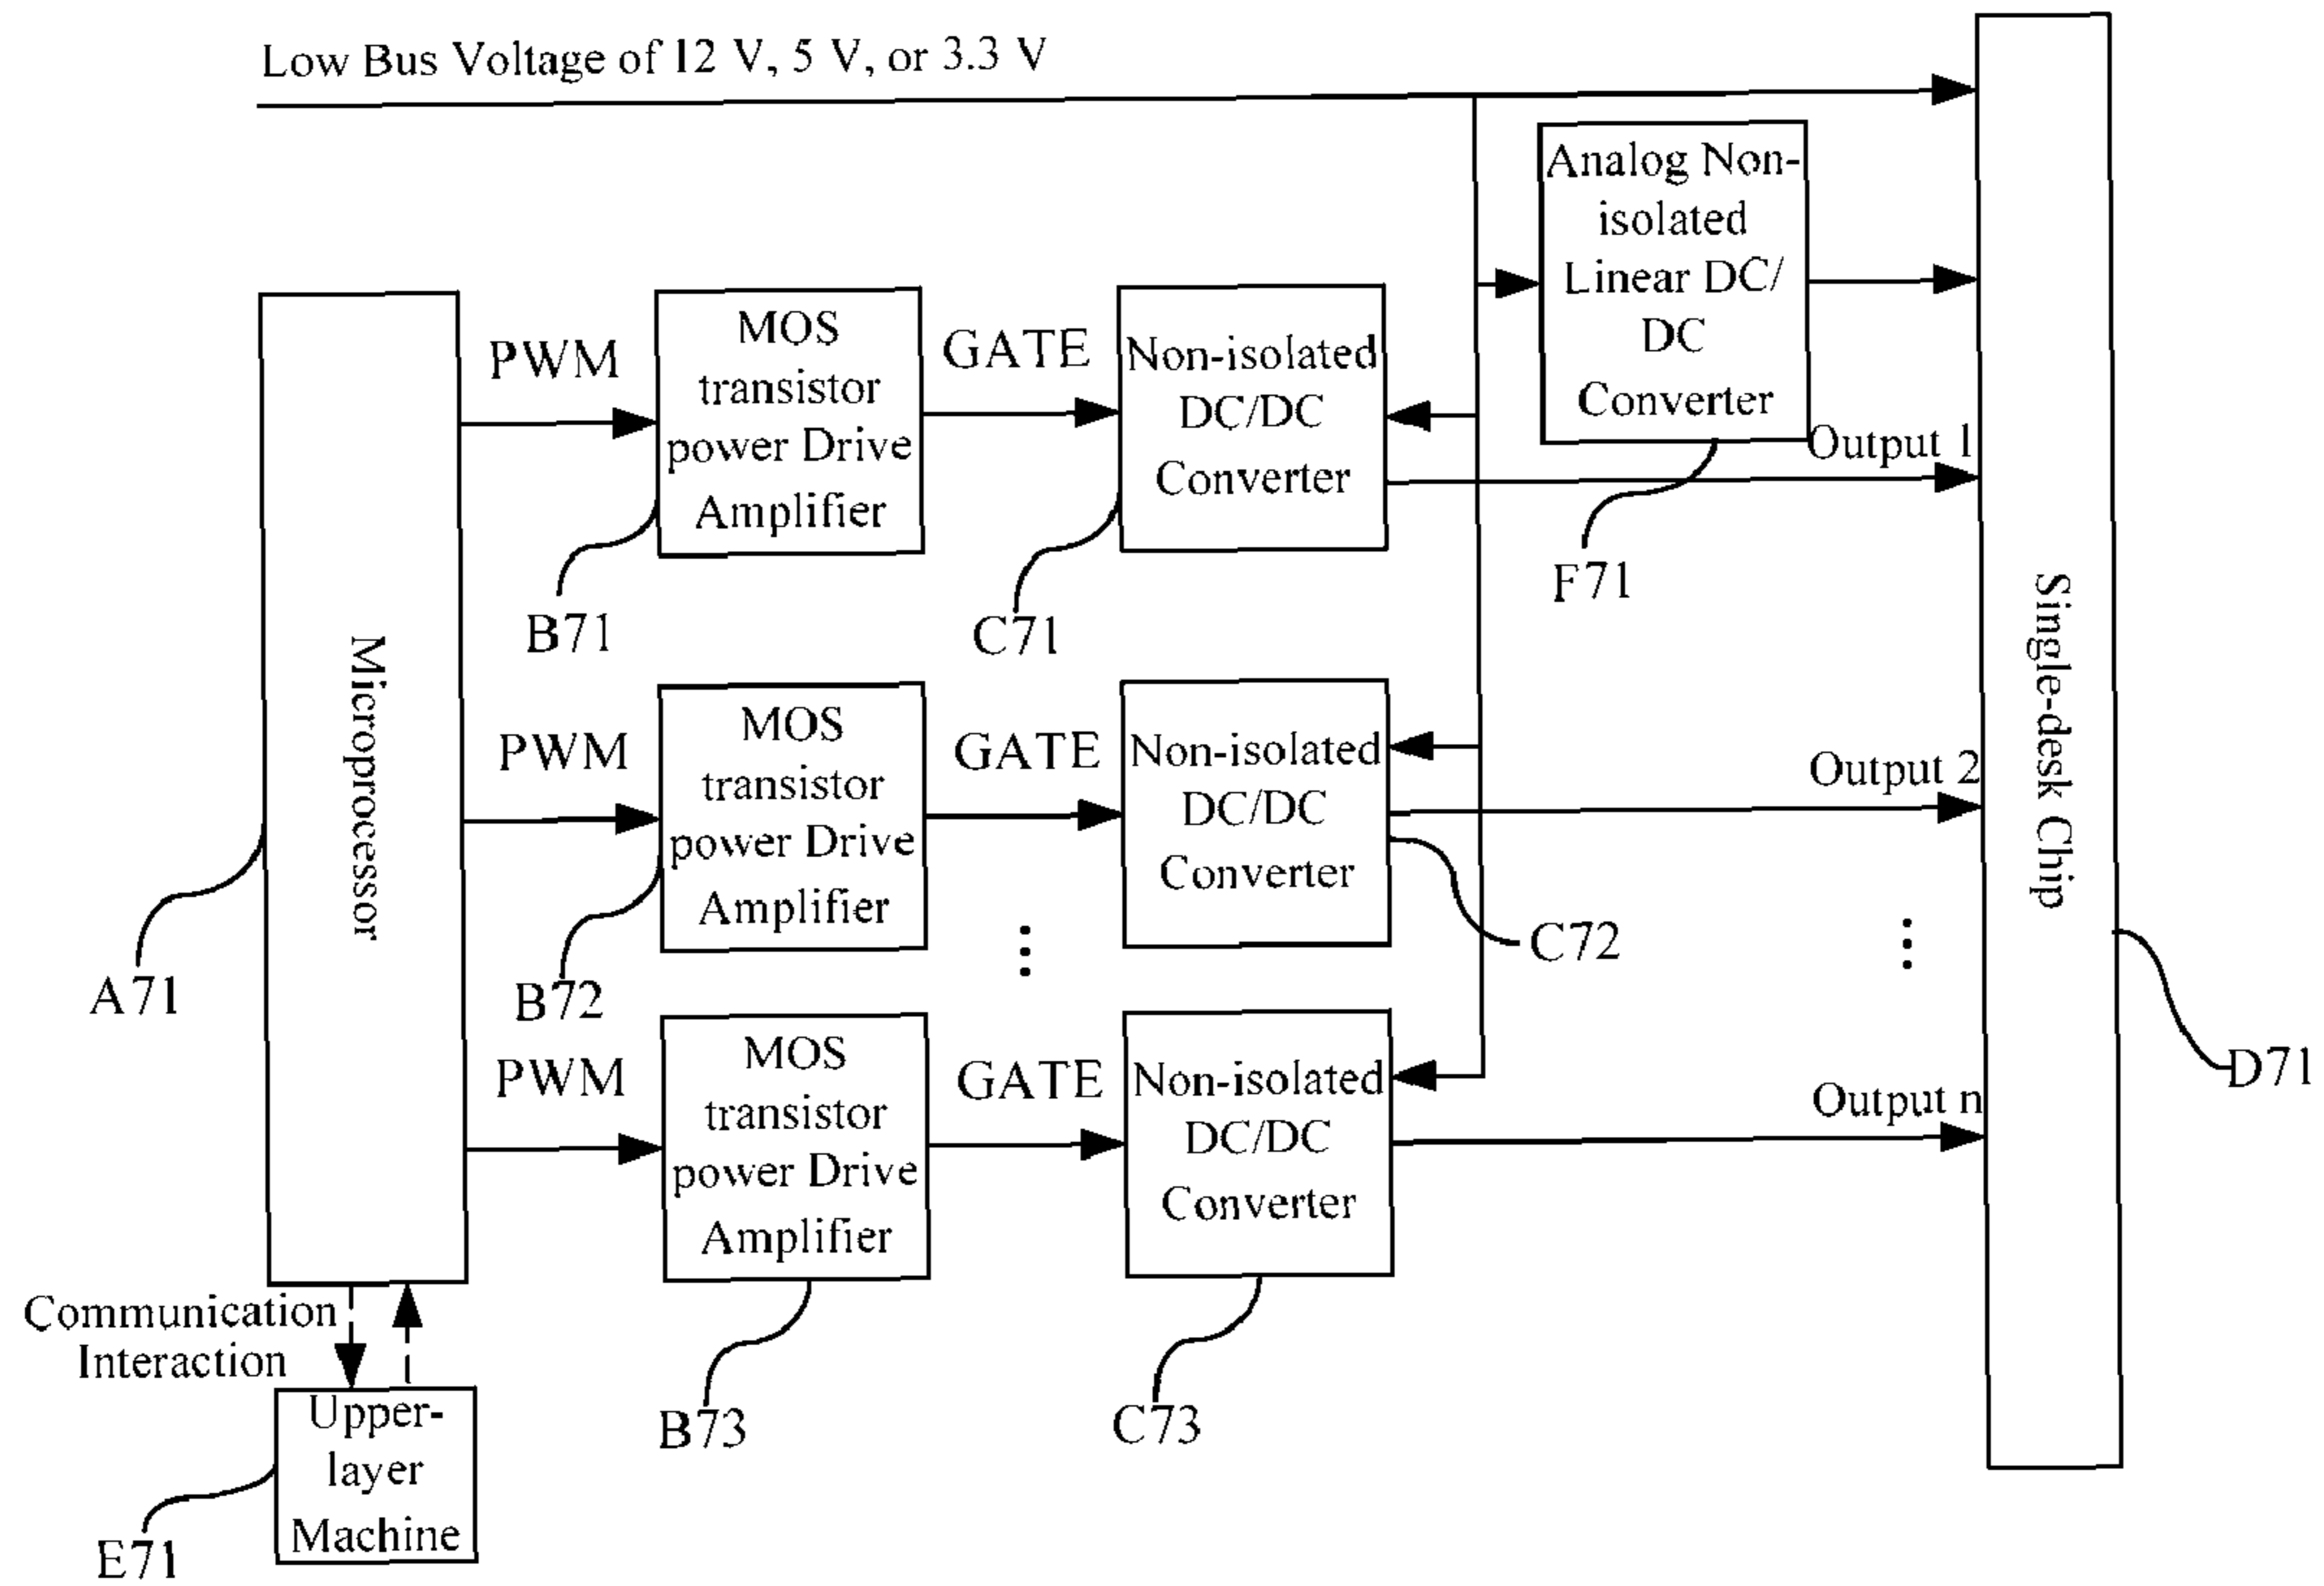 Low Bus Voltage of 12 V, 5 V, or 3.3 V
Analog Non-
isolated
Linear DC/
DC
Converter
F71
Microprocessor
A71
PWM
MOS
transistor
power Drive
Amplifier
B71
GATE
Non-isolated
DC/DC
Converter
C71
Output 1
PWM
MOS
transistor
power Drive
Amplifier
B72
GATE
Non-isolated
DC/DC
Converter
C72
Output 2
PWM
MOS
transistor
power Drive
Amplifier
B73
GATE
Non-isolated
DC/DC
Converter
C73
Output n
Single-desk Chip
D71
Communication
Interaction
Upper-
layer
Machine
E71